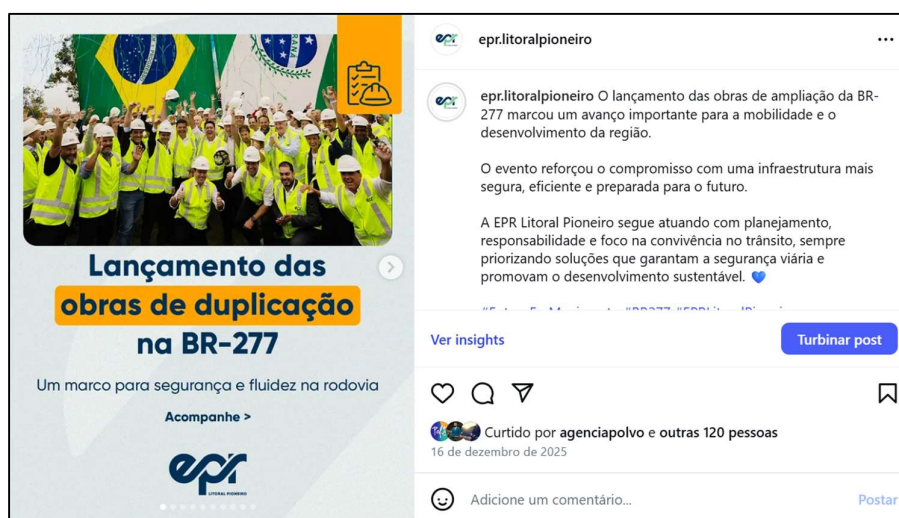 Lançamento das
obras de duplicação
na BR-277
Um marco para segurança e fluidez na rodovia
Acompanhe >
epr
LITORAL PIONEIRO
epr.litoralpioneiro
epr.litoralpioneiro O lançamento das obras de ampliação da BR-
277 marcou um avanço importante para a mobilidade e o
desenvolvimento da região.
O evento reforçou o compromisso com uma infraestrutura mais
segura, eficiente e preparada para o futuro.
A EPR Litoral Pioneiro segue atuando com planejamento,
responsabilidade e foco na convivência no trânsito, sempre
priorizando soluções que garantam a segurança viária e
promovam o desenvolvimento sustentável. 💙
Ver insights
Turbinar post
Curtido por agenciapolvo e outras 120 pessoas
16 de dezembro de 2025
Adicione um comentário...
Postar